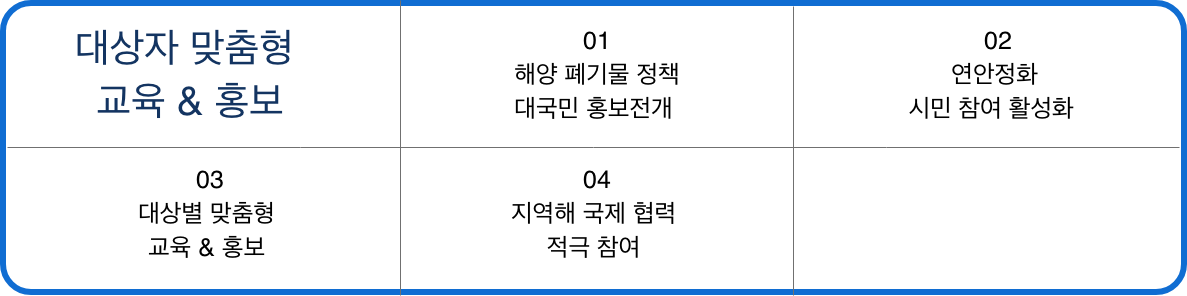 대상자 맞춤형
교육 & 홍보
01
해양 폐기물 정책
대국민 홍보전개
02
연안정화
시민 참여 활성화
03
대상별 맞춤형
교육 & 홍보
04
지역해 국제 협력
적극 참여